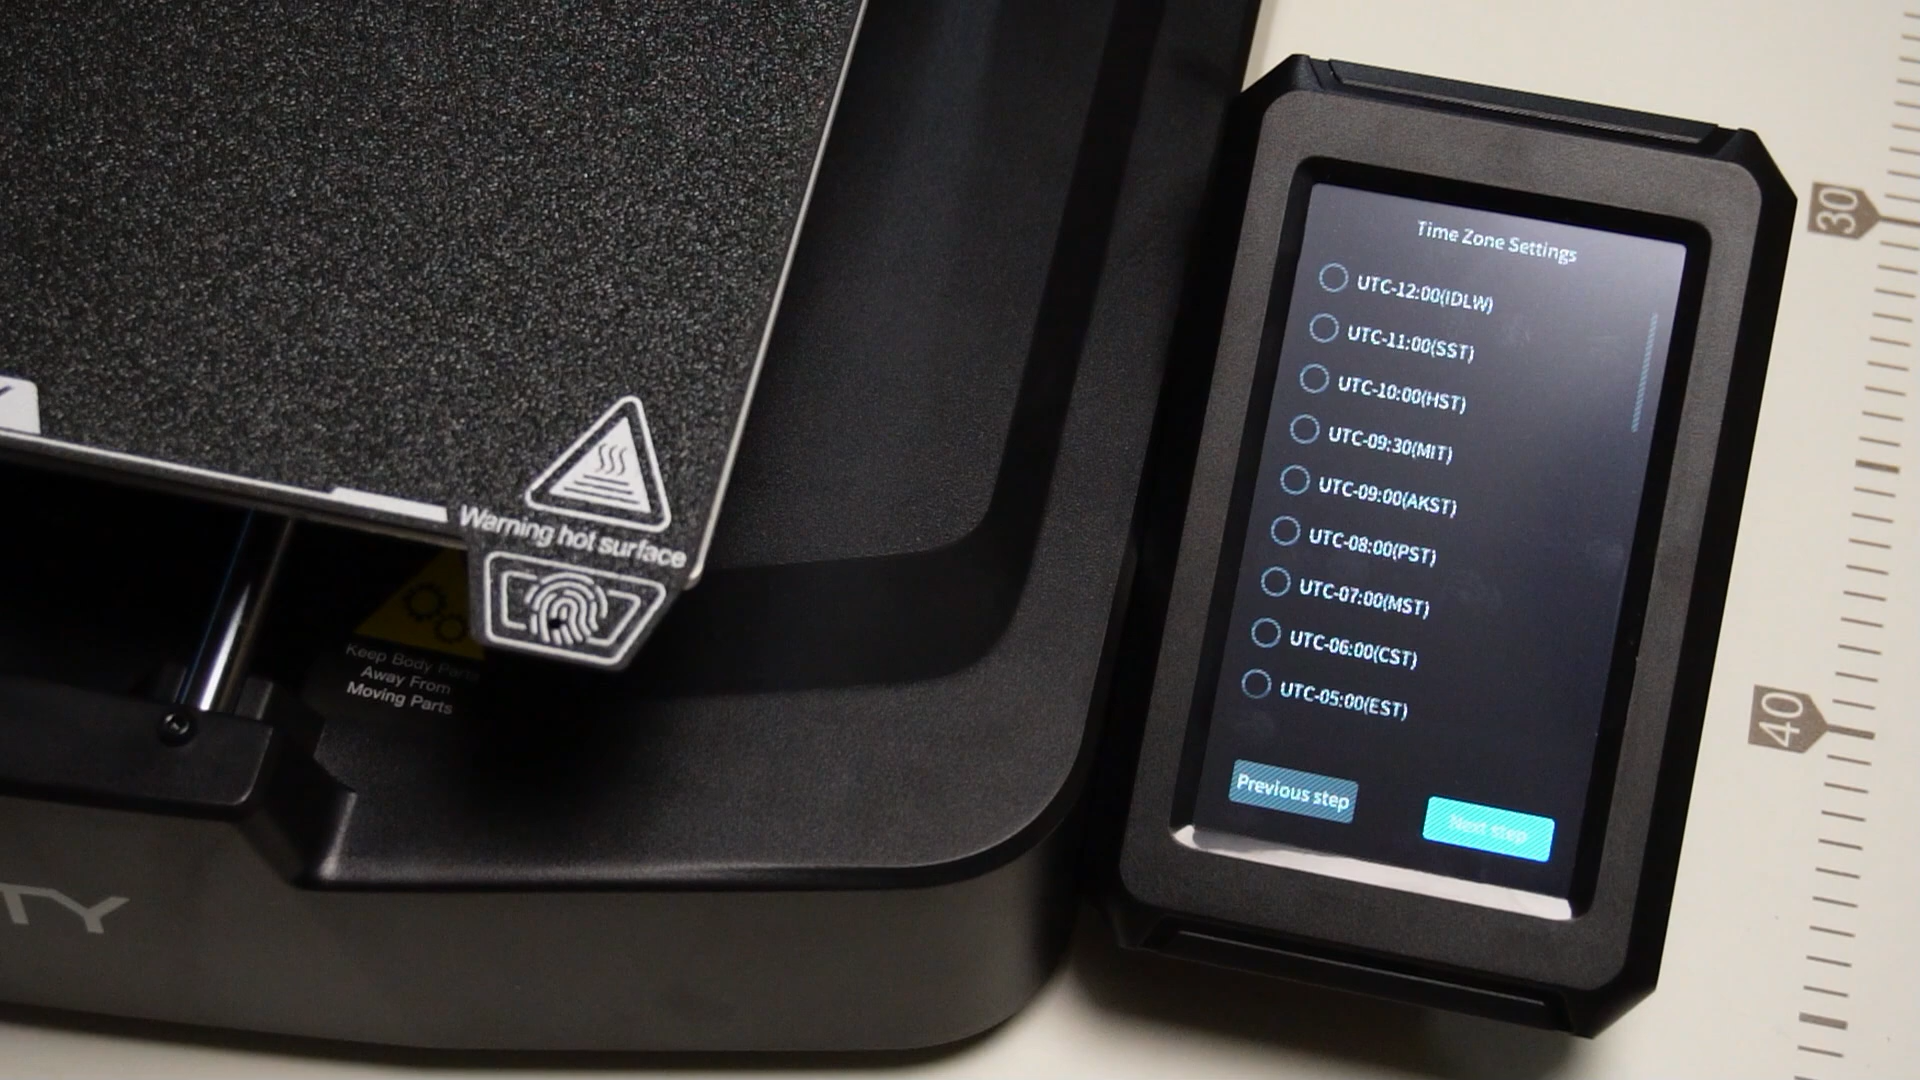 Time Zone Settings
UTC-12:00(IDLW)
UTC-11:00(SST)
UTC-10:00(HST)
UTC-09:30(MIT)
UTC-09:00(AKST)
UTC-08:00(PST)
UTC-07:00(MST)
UTC-06:00(CST)
UTC-05:00(EST)
Previous step
Next step
Warning hot surface
Keep Body Parts
Away From
Moving Parts
TY
30
40